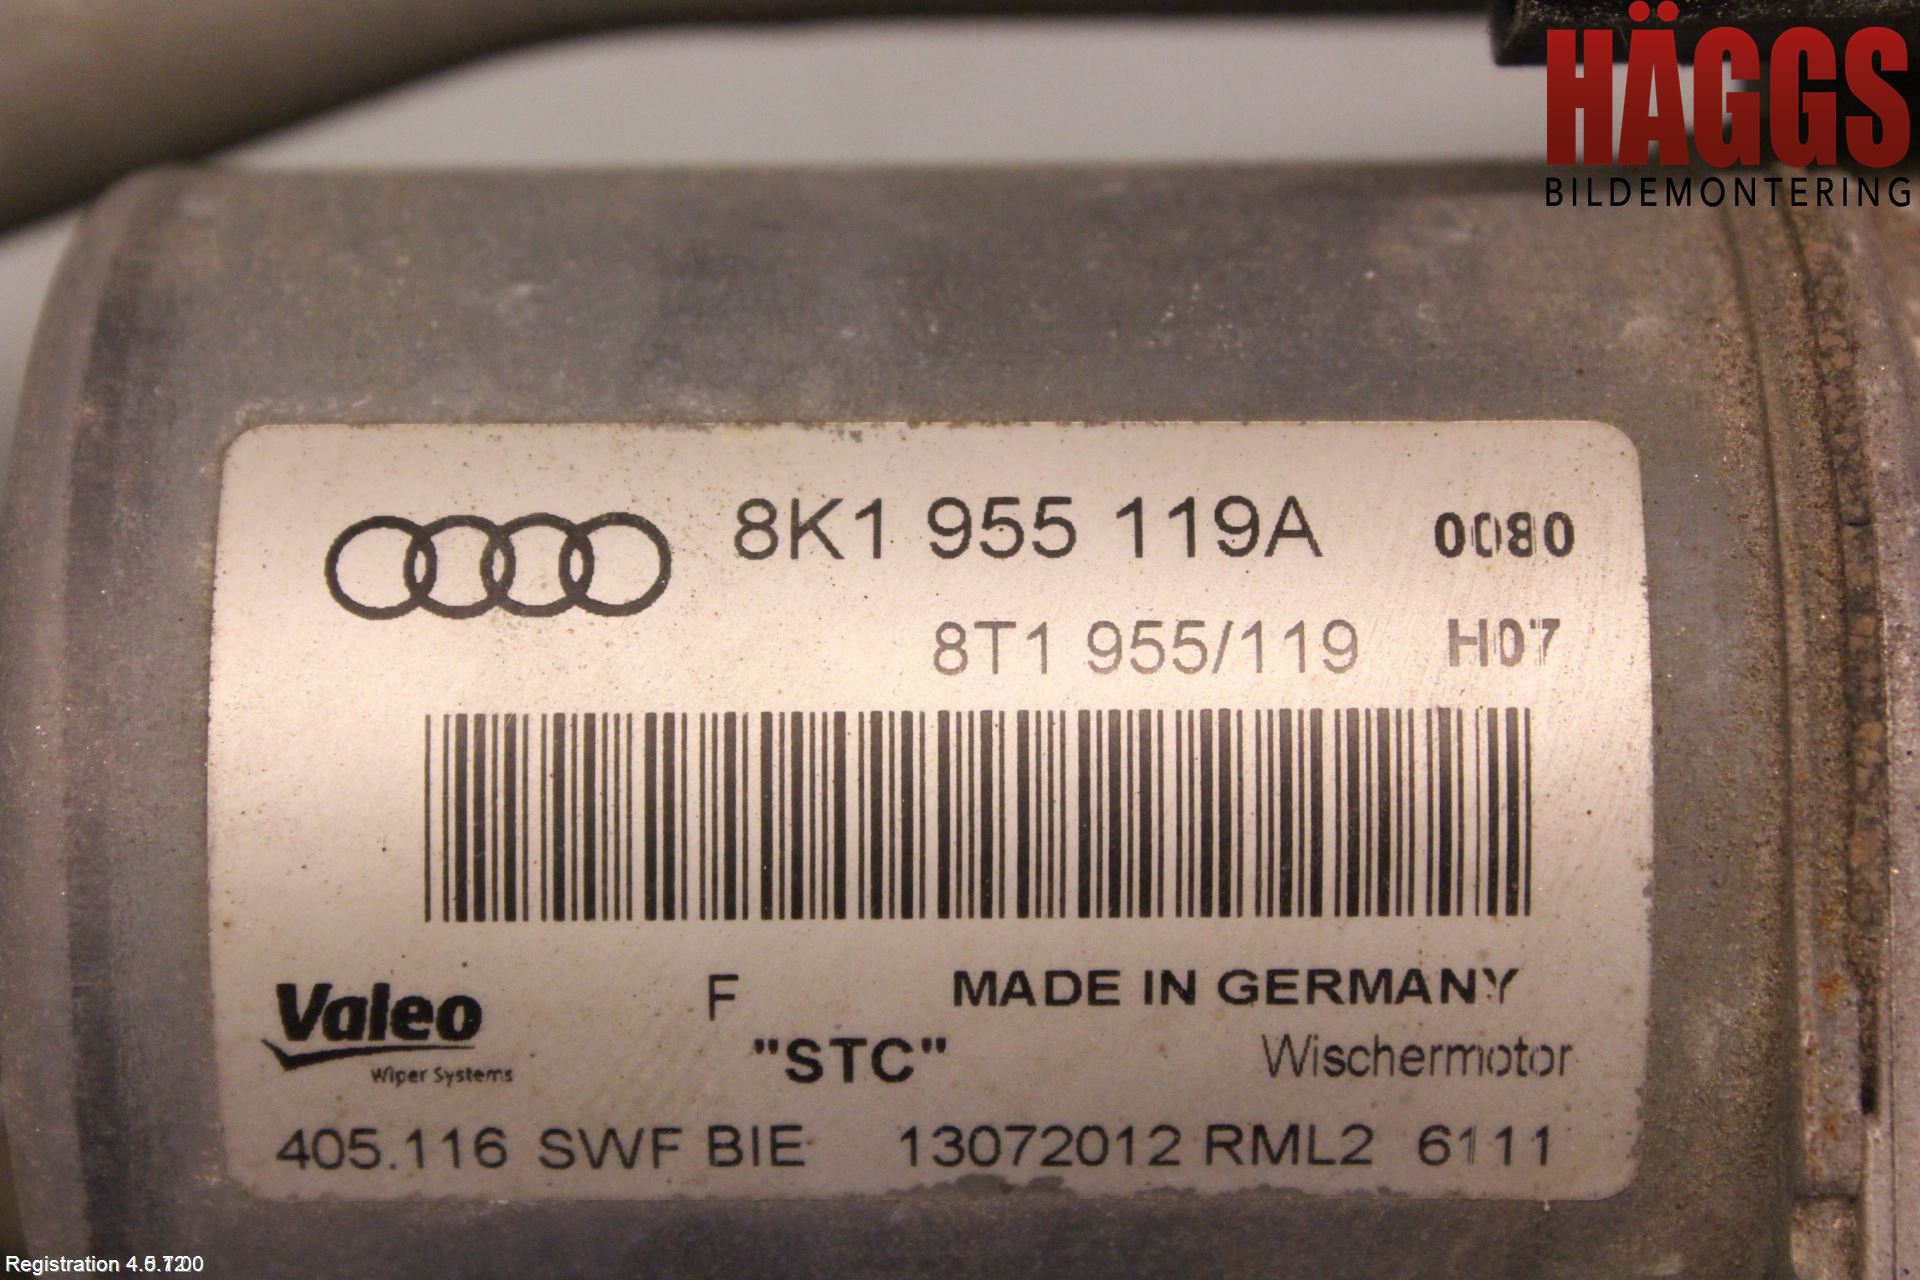 HÄGGS
BILDEMONTERING
8K1 955 119A 0080
8T1 955/119 H07
Valeo F MADE IN GERMANY
Wiper Systems "STC" Wischermotor
405.116 SWF BIE 13072012 RML2 6111
Registration